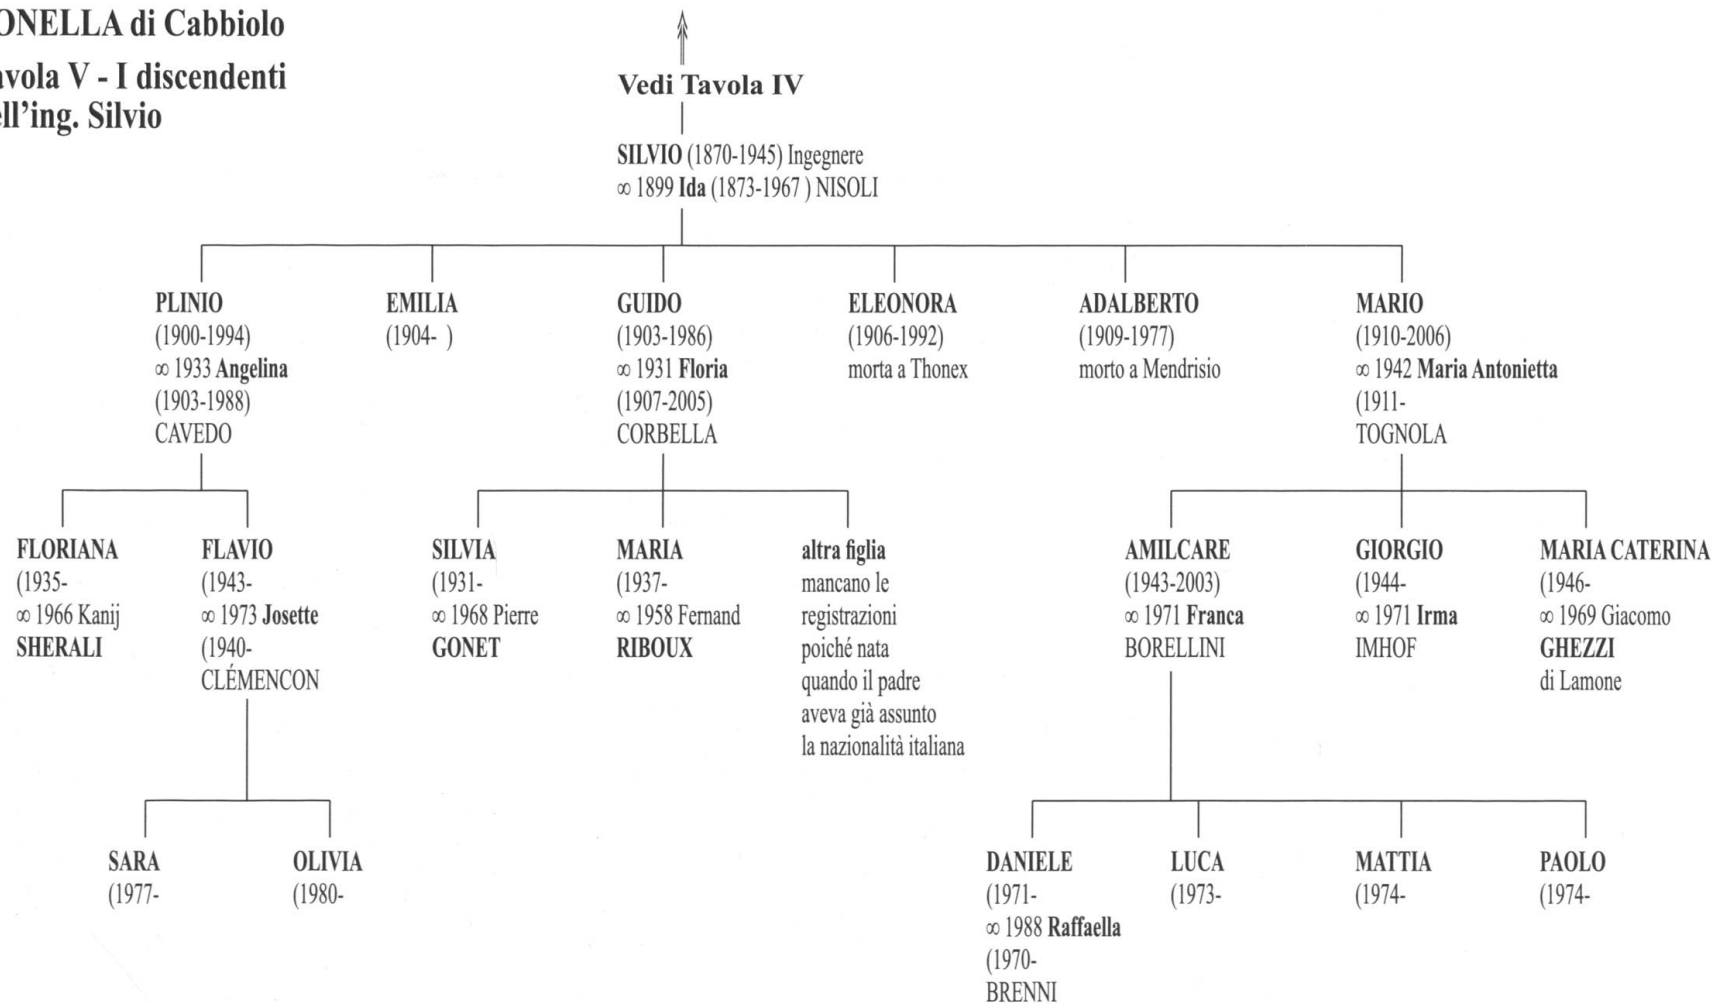 ONELLA di Cabbiolo
avola V - I discendenti
ell'ing. Silvio
Vedi Tavola IV
SILVIO (1870-1945) Ingegnere
∞ 1899 Ida (1873-1967 ) NISOLI
PLINIO
(1900-1994)
∞ 1933 Angelina
(1903-1988)
CAVEDO
EMILIA
(1904- )
GUIDO
(1903-1986)
∞ 1931 Floria
(1907-2005)
CORBELLA
ELEONORA
(1906-1992)
morta a Thonex
ADALBERTO
(1909-1977)
morto a Mendrisio
MARIO
(1910-2006)
∞ 1942 Maria Antonietta
(1911-
TOGNOLA
FLORIANA
(1935-
∞ 1966 Kanij
SHERALI
FLAVIO
(1943-
∞ 1973 Josette
(1940-
CLÉMENCON
SILVIA
(1931-
∞ 1968 Pierre
GONET
MARIA
(1937-
∞ 1958 Fernand
RIBOUX
altra figlia
mancano le
registrazioni
poiché nata
quando il padre
aveva già assunto
la nazionalità italiana
AMILCARE
(1943-2003)
∞ 1971 Franca
BORELLINI
GIORGIO
(1944-
∞ 1971 Irma
IMHOF
MARIA CATERINA
(1946-
∞ 1969 Giacomo
GHEZZI
di Lamone
SARA
(1977-
OLIVIA
(1980-
DANIELE
(1971-
∞ 1988 Raffaella
(1970-
BRENNI
LUCA
(1973-
MATTIA
(1974-
PAOLO
(1974-